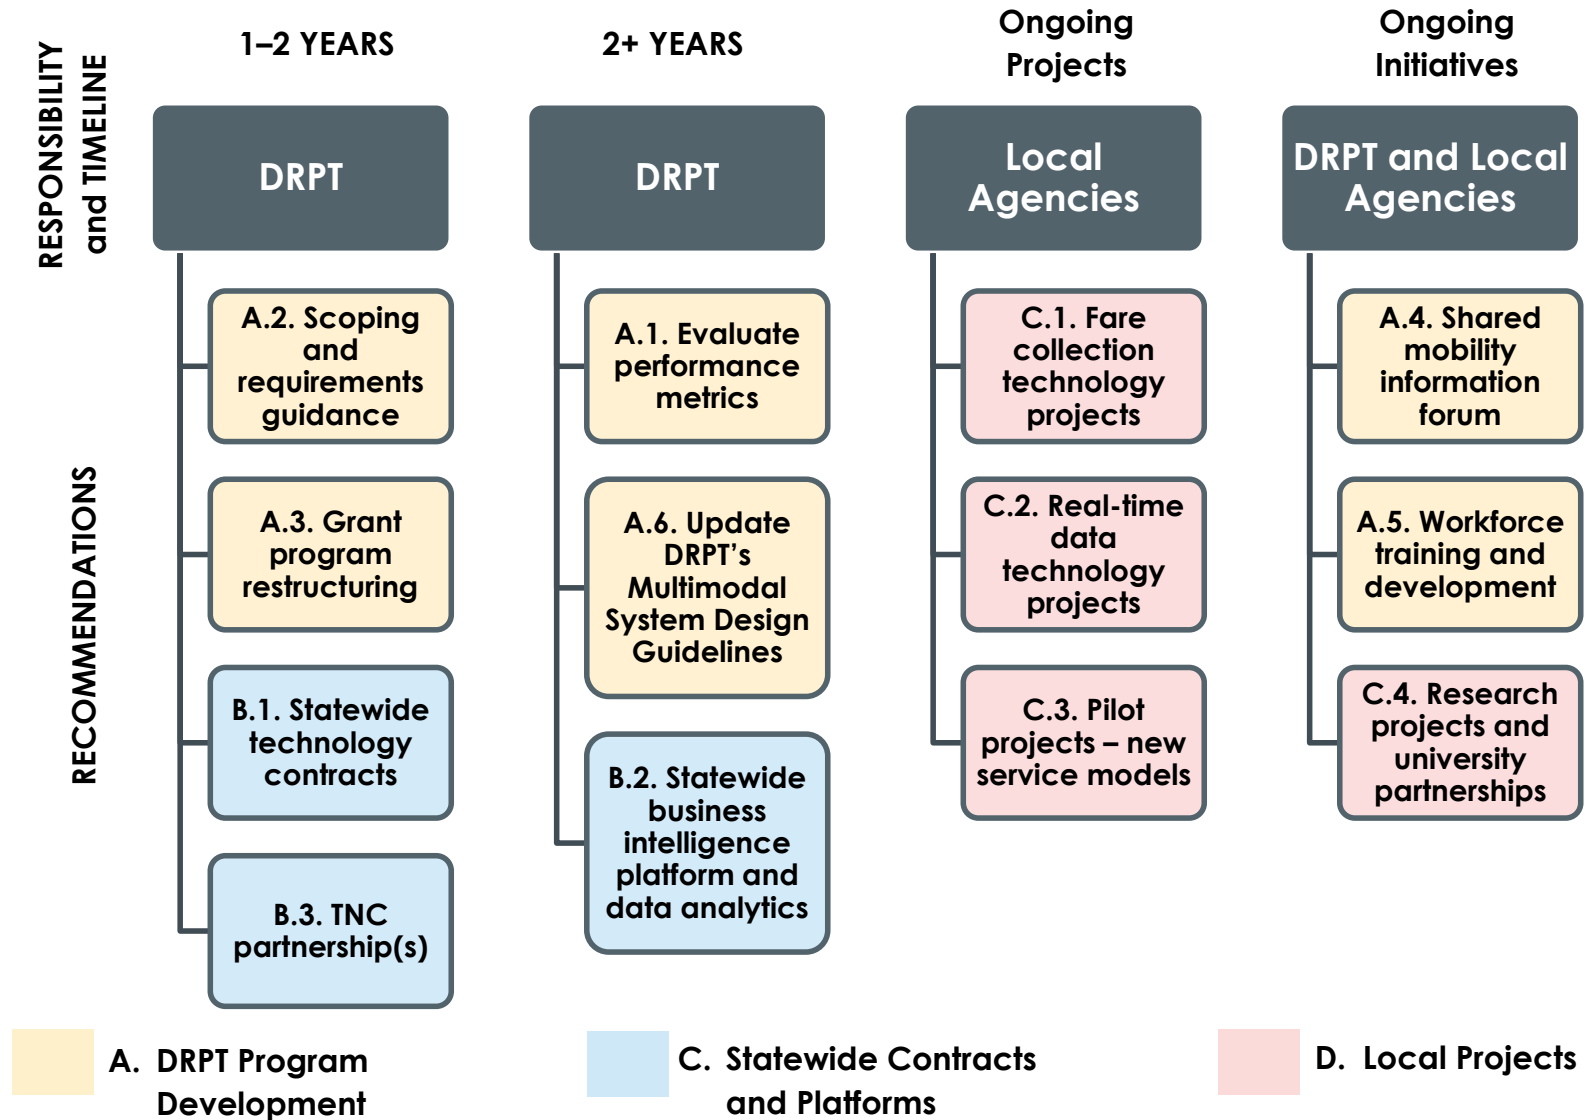 RESPONSIBILITY
and TIMELINE
1–2 YEARS
2+ YEARS
Ongoing
Projects
Ongoing
Initiatives
DRPT
DRPT
Local
Agencies
DRPT and Local
Agencies
RECOMMENDATIONS
A.2. Scoping
and
requirements
guidance
A.3. Grant
program
restructuring
B.1. Statewide
technology
contracts
B.3. TNC
partnership(s)
A.1. Evaluate
performance
metrics
A.6. Update
DRPT’s
Multimodal
System Design
Guidelines
B.2. Statewide
business
intelligence
platform and
data analytics
C.1. Fare
collection
technology
projects
C.2. Real-time
data
technology
projects
C.3. Pilot
projects – new
service models
A.4. Shared
mobility
information
forum
A.5. Workforce
training and
development
C.4. Research
projects and
university
partnerships
A. DRPT Program
Development
C. Statewide Contracts
and Platforms
D. Local Projects